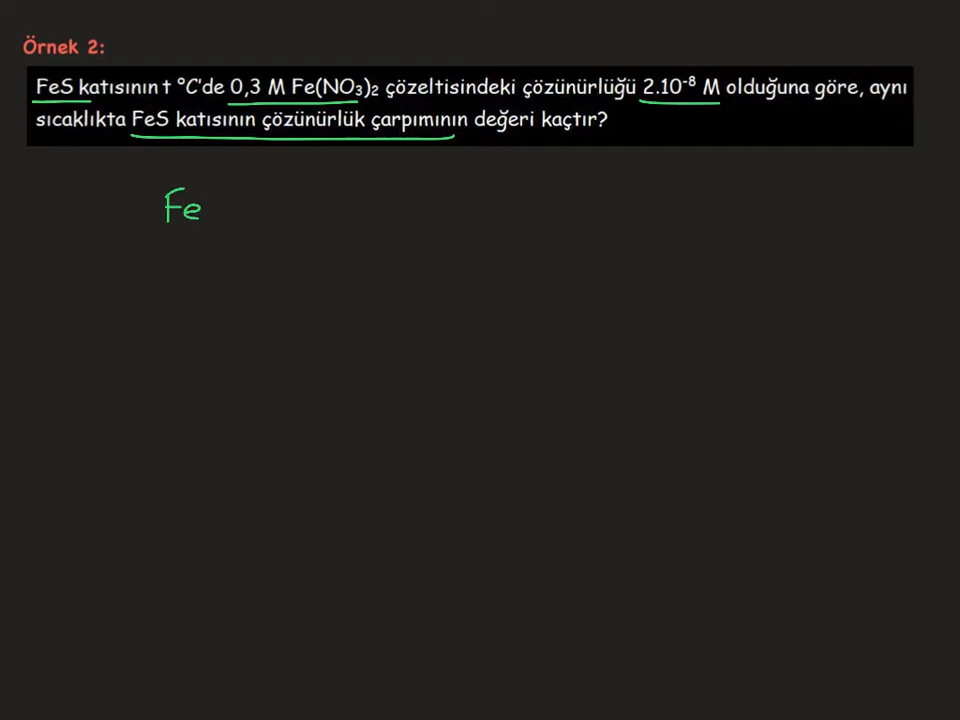 Örnek 2:
FeS katısının t °C'de 0,3 M Fe(NO₃)₂ çözeltisindeki çözünürlüğü 2.10⁻⁸ M olduğuna göre, aynı
sıcaklıkta FeS katısının çözünürlük çarpımının değeri kaçtır?
Fe